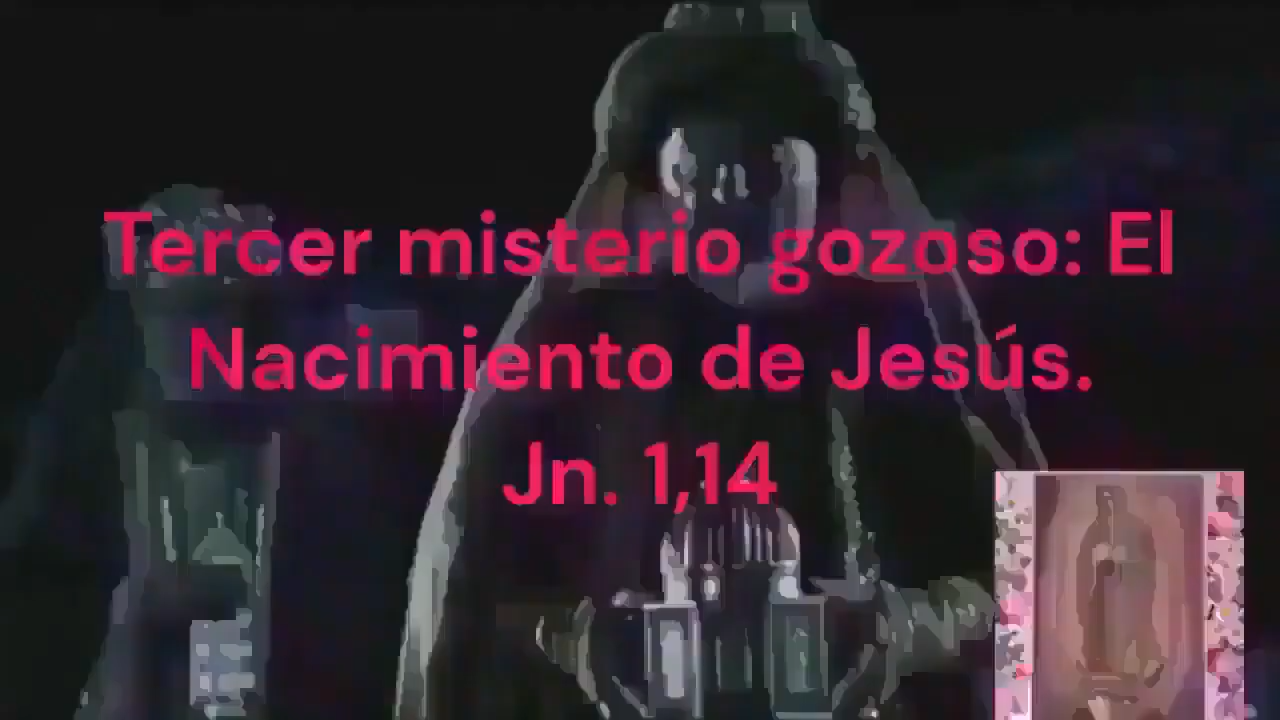 Tercer misterio gozoso: El
Nacimiento de Jesús.
Jn. 1,14